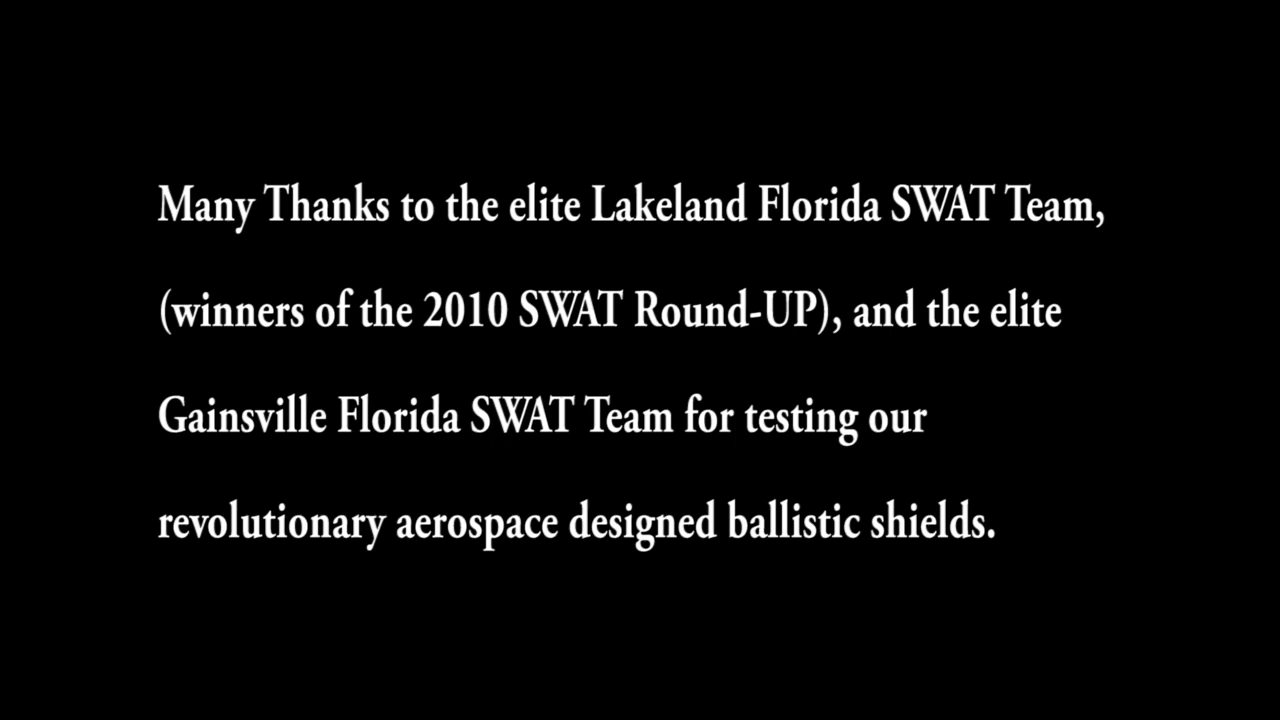 Many Thanks to the elite Lakeland Florida SWAT Team,
(winners of the 2010 SWAT Round-UP), and the elite
Gainsville Florida SWAT Team for testing our
revolutionary aerospace designed ballistic shields.